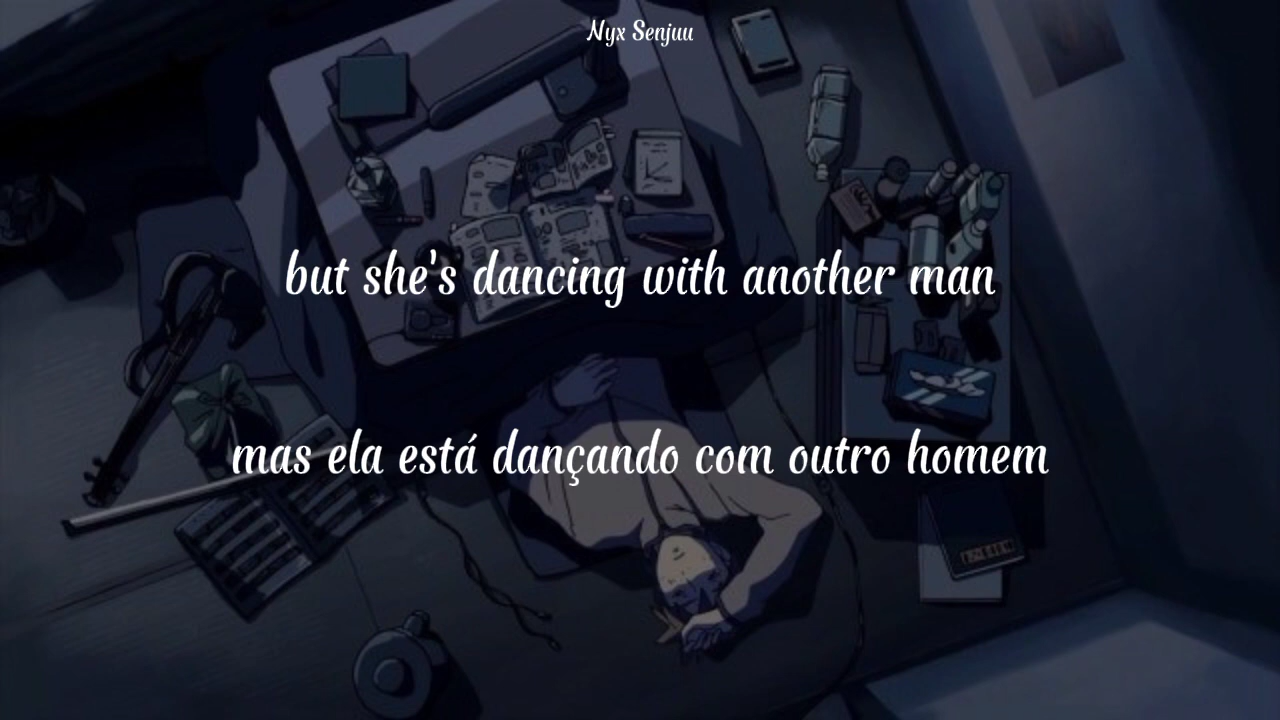 Nyx Senjuu
but she's dancing with another man
mas ela está dançando com outro homem